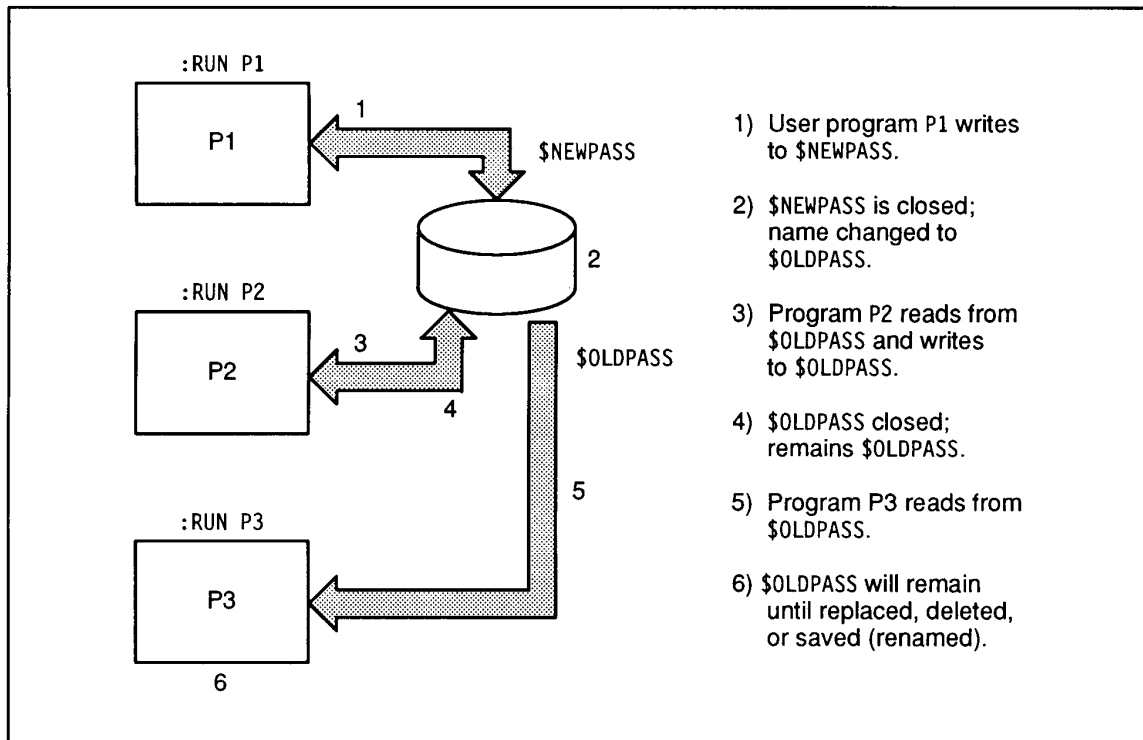 :RUN P1
P1
1
$NEWPASS
2
:RUN P2
P2
3
4
$OLDPASS
5
:RUN P3
P3
6
1) User program P1 writes
to $NEWPASS.
2) $NEWPASS is closed;
name changed to
$OLDPASS.
3) Program P2 reads from
$OLDPASS and writes
to $OLDPASS.
4) $OLDPASS closed;
remains $OLDPASS.
5) Program P3 reads from
$OLDPASS.
6) $OLDPASS will remain
until replaced, deleted,
or saved (renamed).